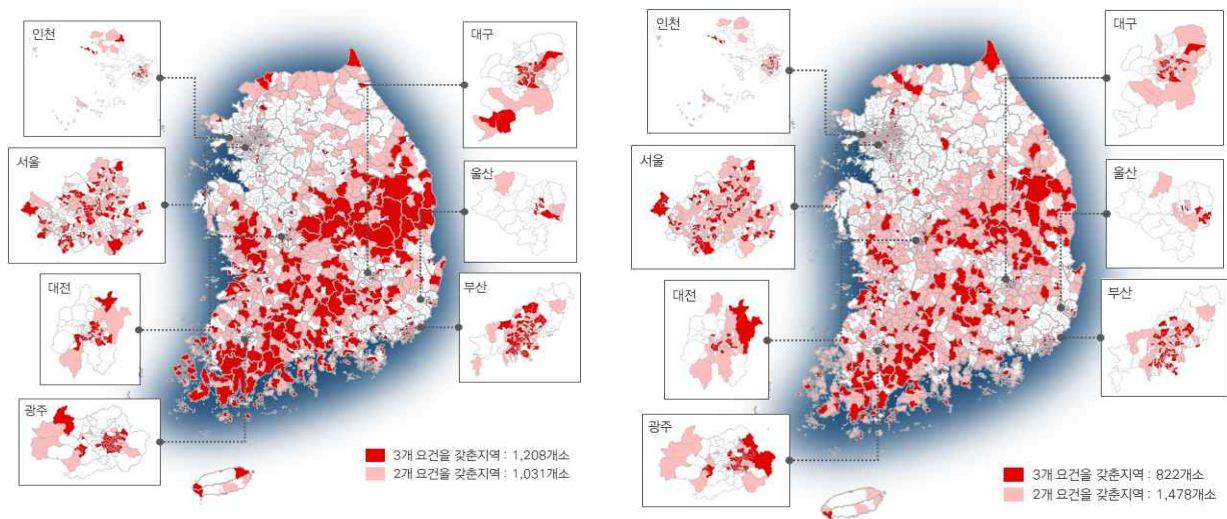 인천
대구
서울
울산
대전
부산
광주
3개 요건을 갖춘지역 : 1,208개소
2개 요건을 갖춘지역 : 1,031개소
인천
대구
서울
울산
대전
부산
광주
3개 요건을 갖춘지역 : 822개소
2개 요건을 갖춘지역 : 1,478개소